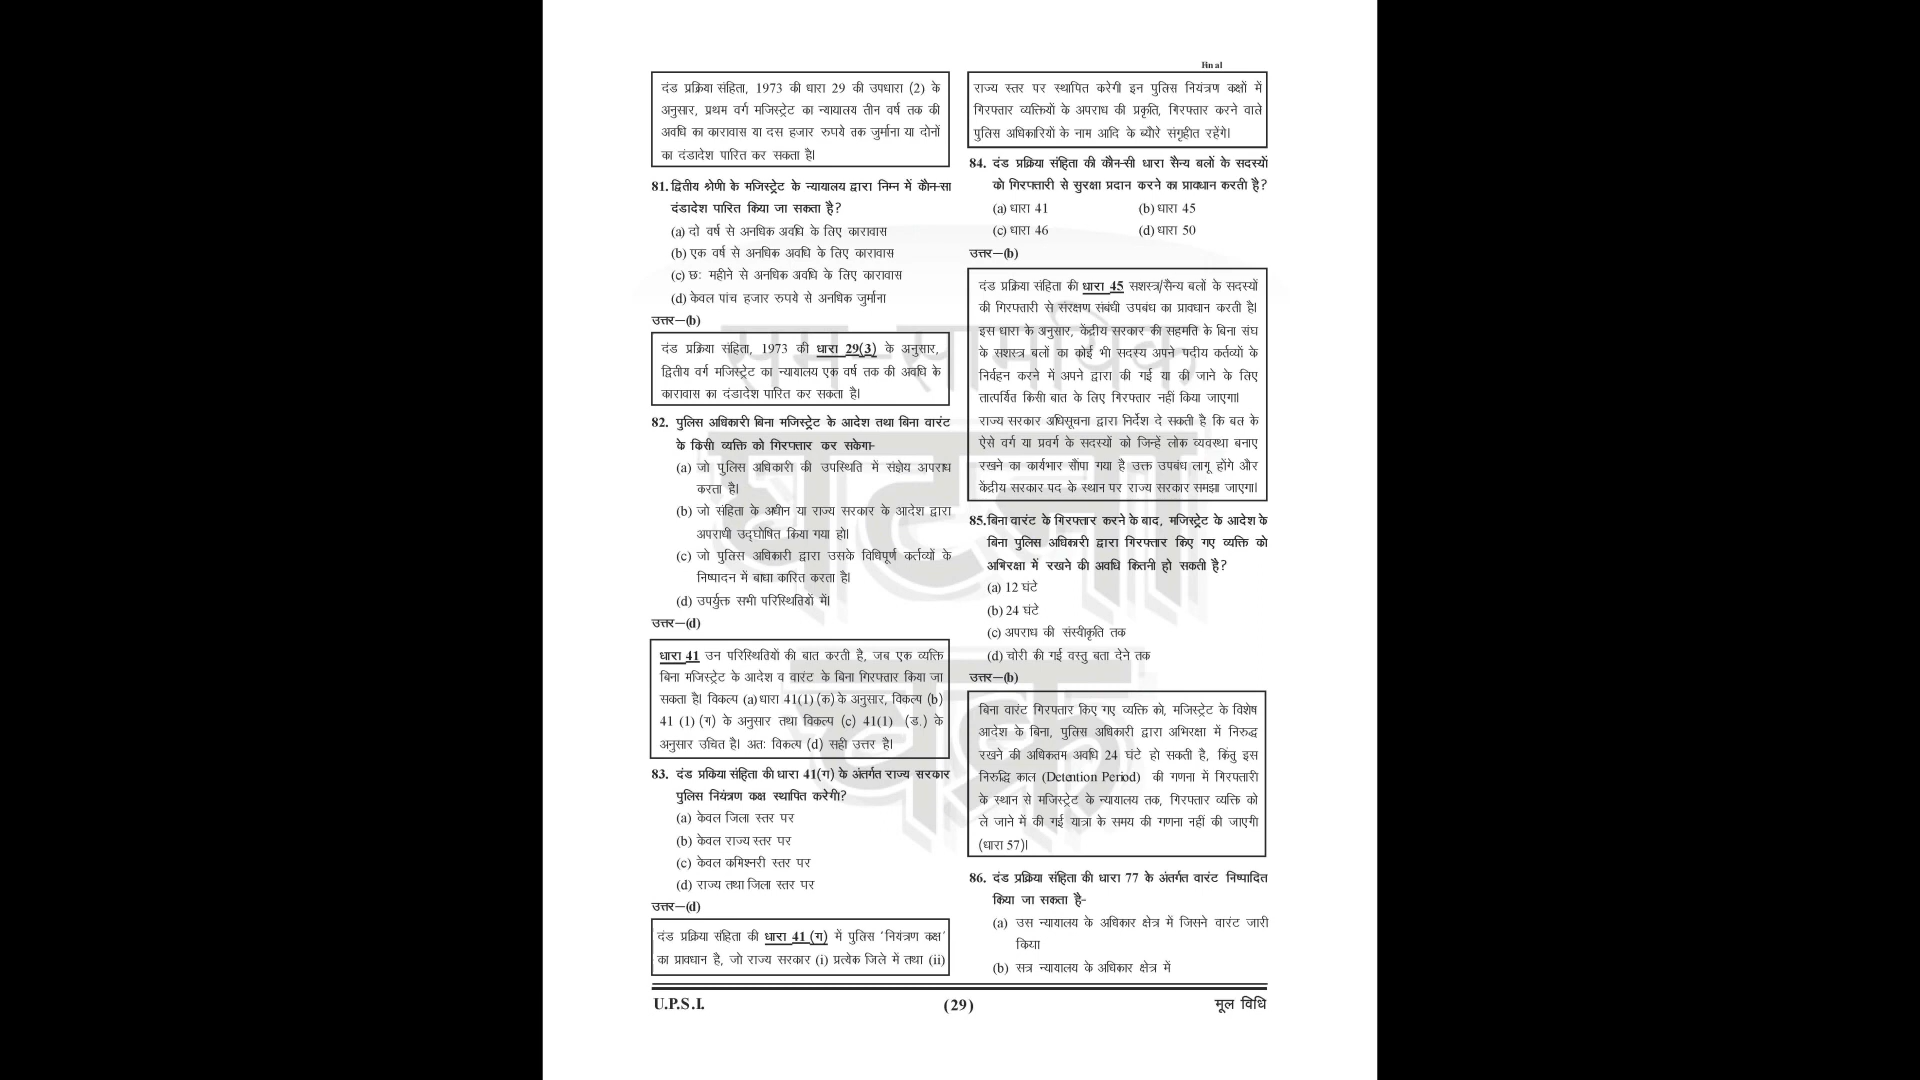 Final
दंड प्रक्रिया संहिता, 1973 की धारा 29 की उपधारा (2) के
अनुसार, प्रथम वर्ग मजिस्ट्रेट का न्यायालय तीन वर्ष तक की
अवधि का कारावास या दस हजार रुपये तक जुर्माना या दोनों
का दंडादेश पारित कर सकता है।
81. द्वितीय श्रेणी के मजिस्ट्रेट के न्यायालय द्वारा निम्न में कौन-सा
दंडादेश पारित किया जा सकता है?
(a) दो वर्ष से अनधिक अवधि के लिए कारावास
(b) एक वर्ष से अनधिक अवधि के लिए कारावास
(c) छः महीने से अनधिक अवधि के लिए कारावास
(d) केवल पांच हजार रुपये से अनधिक जुर्माना
उत्तर—(b)
दंड प्रक्रिया संहिता, 1973 की धारा 29(3) के अनुसार,
द्वितीय वर्ग मजिस्ट्रेट का न्यायालय एक वर्ष तक की अवधि के
कारावास का दंडादेश पारित कर सकता है।
82. पुलिस अधिकारी बिना मजिस्ट्रेट के आदेश तथा बिना वारंट
के किसी व्यक्ति को गिरफ्तार कर सकेगा-
(a) जो पुलिस अधिकारी की उपस्थिति में संज्ञेय अपराध
करता है।
(b) जो संहिता के अधीन या राज्य सरकार के आदेश द्वारा
अपराधी उद्घोषित किया गया हो।
(c) जो पुलिस अधिकारी द्वारा उसके विधिपूर्ण कर्तव्यों के
निष्पादन में बाधा कारित करता है।
(d) उपर्युक्त सभी परिस्थितियों में।
उत्तर—(d)
धारा 41 उन परिस्थितियों की बात करती है, जब एक व्यक्ति
बिना मजिस्ट्रेट के आदेश व वारंट के बिना गिरफ्तार किया जा
सकता है। विकल्प (a) धारा 41(1) (क) के अनुसार, विकल्प (b)
41 (1) (ग) के अनुसार तथा विकल्प (c) 41(1) (ड.) के
अनुसार उचित है। अतः विकल्प (d) सही उत्तर है।
83. दंड प्रकिया संहिता की धारा 41(ग) के अंतर्गत राज्य सरकार
पुलिस नियंत्रण कक्ष स्थापित करेगी?
(a) केवल जिला स्तर पर
(b) केवल राज्य स्तर पर
(c) केवल कमिश्नरी स्तर पर
(d) राज्य तथा जिला स्तर पर
उत्तर—(d)
दंड प्रक्रिया संहिता की धारा 41 (ग) में पुलिस 'नियंत्रण कक्ष'
का प्रावधान है, जो राज्य सरकार (i) प्रत्येक जिले में तथा (ii)
राज्य स्तर पर स्थापित करेगी इन पुलिस नियंत्रण कक्षों में
गिरफ्तार व्यक्तियों के अपराध की प्रकृति, गिरफ्तार करने वाले
पुलिस अधिकारियों के नाम आदि के ब्यौरे संगृहीत रहेंगे।
84. दंड प्रक्रिया संहिता की कौन-सी धारा सैन्य बलों के सदस्यों
को गिरफ्तारी से सुरक्षा प्रदान करने का प्रावधान करती है?
(a) धारा 41 (b) धारा 45
(c) धारा 46 (d) धारा 50
उत्तर—(b)
दंड प्रक्रिया संहिता की धारा 45 सशस्त्र/सैन्य बलों के सदस्यों
की गिरफ्तारी से संरक्षण संबंधी उपबंध का प्रावधान करती है।
इस धारा के अनुसार, केंद्रीय सरकार की सहमति के बिना संघ
के सशस्त्र बलों का कोई भी सदस्य अपने पदीय कर्तव्यों के
निर्वहन करने में अपने द्वारा की गई या की जाने के लिए
तात्पर्यित किसी बात के लिए गिरफ्तार नहीं किया जाएगा।
राज्य सरकार अधिसूचना द्वारा निर्देश दे सकती है कि बल के
ऐसे वर्ग या प्रवर्ग के सदस्यों को जिन्हें लोक व्यवस्था बनाए
रखने का कार्यभार सौंपा गया है उक्त उपबंध लागू होंगे और
केंद्रीय सरकार पद के स्थान पर राज्य सरकार समझा जाएगा।
85. बिना वारंट के गिरफ्तार करने के बाद, मजिस्ट्रेट के आदेश के
बिना पुलिस अधिकारी द्वारा गिरफ्तार किए गए व्यक्ति को
अभिरक्षा में रखने की अवधि कितनी हो सकती है?
(a) 12 घंटे
(b) 24 घंटे
(c) अपराध की संस्वीकृति तक
(d) चोरी की गई वस्तु बता देने तक
उत्तर—(b)
बिना वारंट गिरफ्तार किए गए व्यक्ति को, मजिस्ट्रेट के विशेष
आदेश के बिना, पुलिस अधिकारी द्वारा अभिरक्षा में निरुद्ध
रखने की अधिकतम अवधि 24 घंटे हो सकती है, किंतु इस
निरुद्धि काल (Detention Period) की गणना में गिरफ्तारी
के स्थान से मजिस्ट्रेट के न्यायालय तक, गिरफ्तार व्यक्ति को
ले जाने में की गई यात्रा के समय की गणना नहीं की जाएगी
(धारा 57)।
86. दंड प्रक्रिया संहिता की धारा 77 के अंतर्गत वारंट निष्पादित
किया जा सकता है-
(a) उस न्यायालय के अधिकार क्षेत्र में जिसने वारंट जारी
किया
(b) सत्र न्यायालय के अधिकार क्षेत्र में
सम-सामयिक
घटना
चक्र
U.P.S.I. (29) मूल विधि